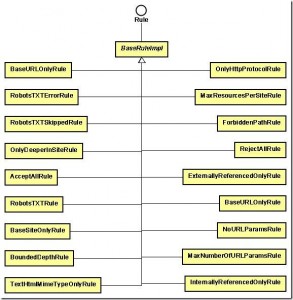 Rule
BaseRuleImpl
BaseURLOnlyRule
OnlyHttpProtocolRule
RobotsTXTErrorRule
MaxResourcesPerSiteRule
RobotsTXTSkippedRule
ForbiddenPathRule
OnlyDeeperInSiteRule
RejectAllRule
AcceptAllRule
ExternallyReferencedOnlyRule
RobotsTXTRule
BaseURLOnlyRule
BaseSiteOnlyRule
NoURLParamsRule
BoundedDepthRule
MaxNumberOfURLParamsRule
TextHtmlMimeTypeOnlyRule
InternallyReferencedOnlyRule